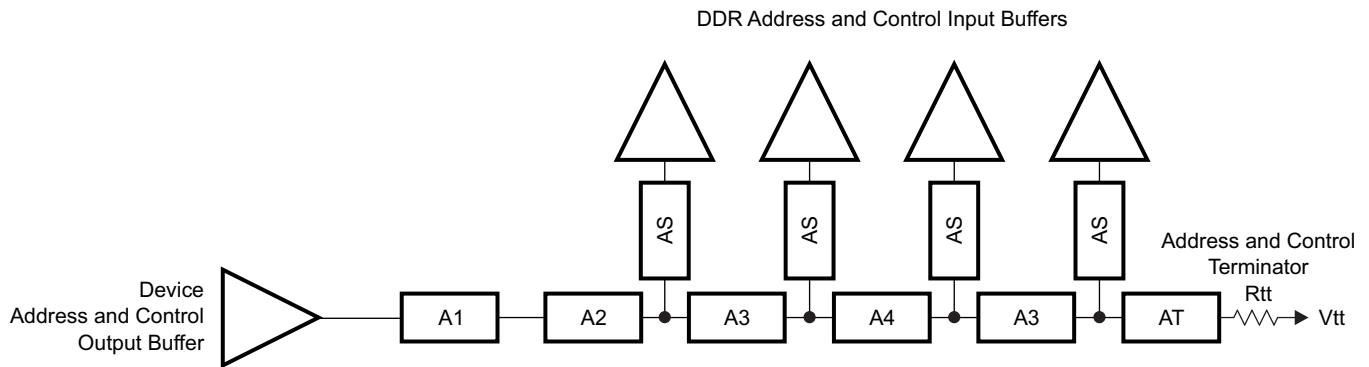 DDR Address and Control Input Buffers
AS
AS
AS
AS
Address and Control
Terminator
Rtt
Device
Address and Control
Output Buffer
A1
A2
A3
A4
A3
AT
Vtt